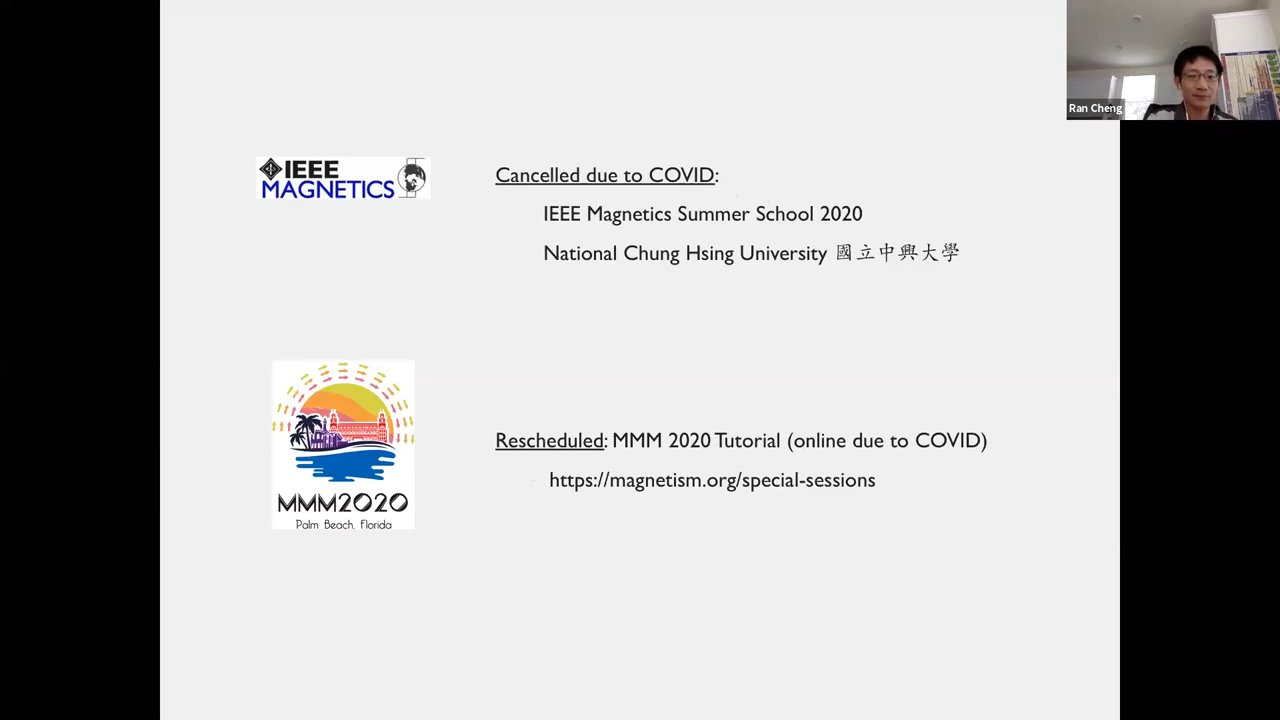 Ran Cheng
IEEE
MAGNETICS
Cancelled due to COVID:
IEEE Magnetics Summer School 2020
National Chung Hsing University 國立中興大學
Rescheduled: MMM 2020 Tutorial (online due to COVID)
https://magnetism.org/special-sessions
MMM2020
Palm Beach, Florida